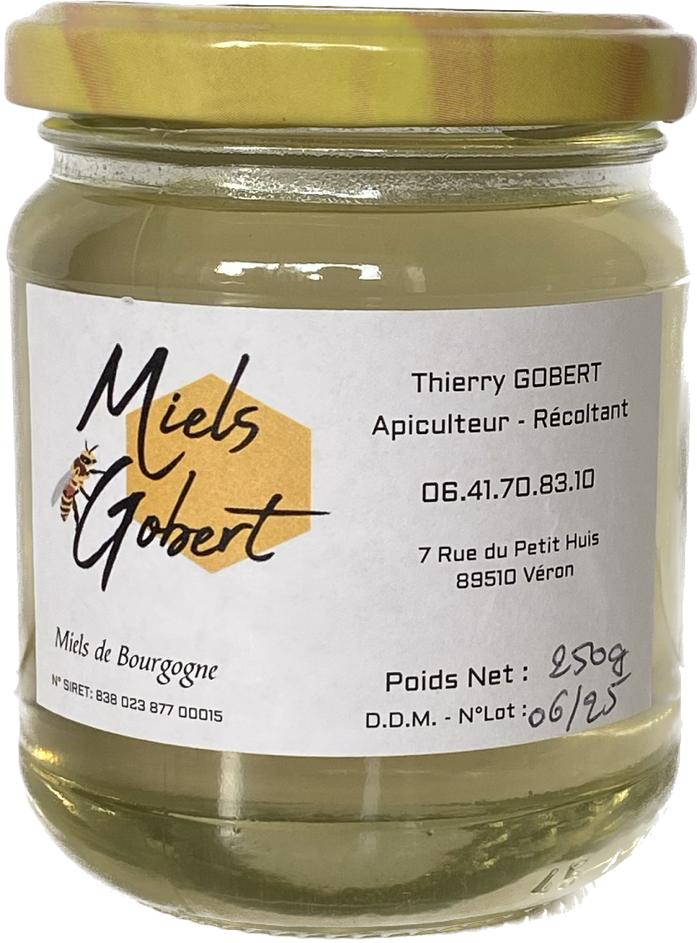 Miels
Gobert
Miels de Bourgogne
N° SIRET: 838 023 877 00015
Thierry GOBERT
Apiculteur - Récoltant
06.41.70.83.10
7 Rue du Petit Huis
89510 Véron
Poids Net : 250g
D.D.M. - N°Lot : 06/25